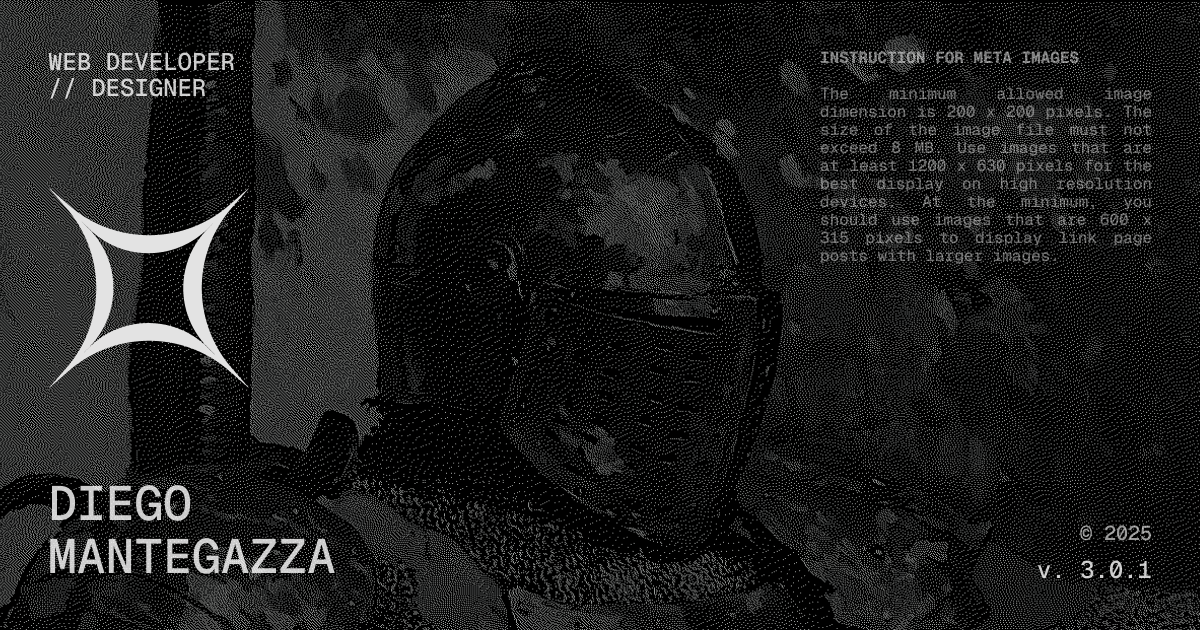 WEB DEVELOPER
// DESIGNER
INSTRUCTION FOR META IMAGES
The minimum allowed image
dimension is 200 x 200 pixels. The
size of the image file must not
exceed 8 MB. Use images that are
at least 1200 x 630 pixels for the
best display on high resolution
devices. At the minimum, you
should use images that are 600 x
315 pixels to display link page
posts with larger images.
DIEGO
MANTEGAZZA
© 2025
v. 3.0.1